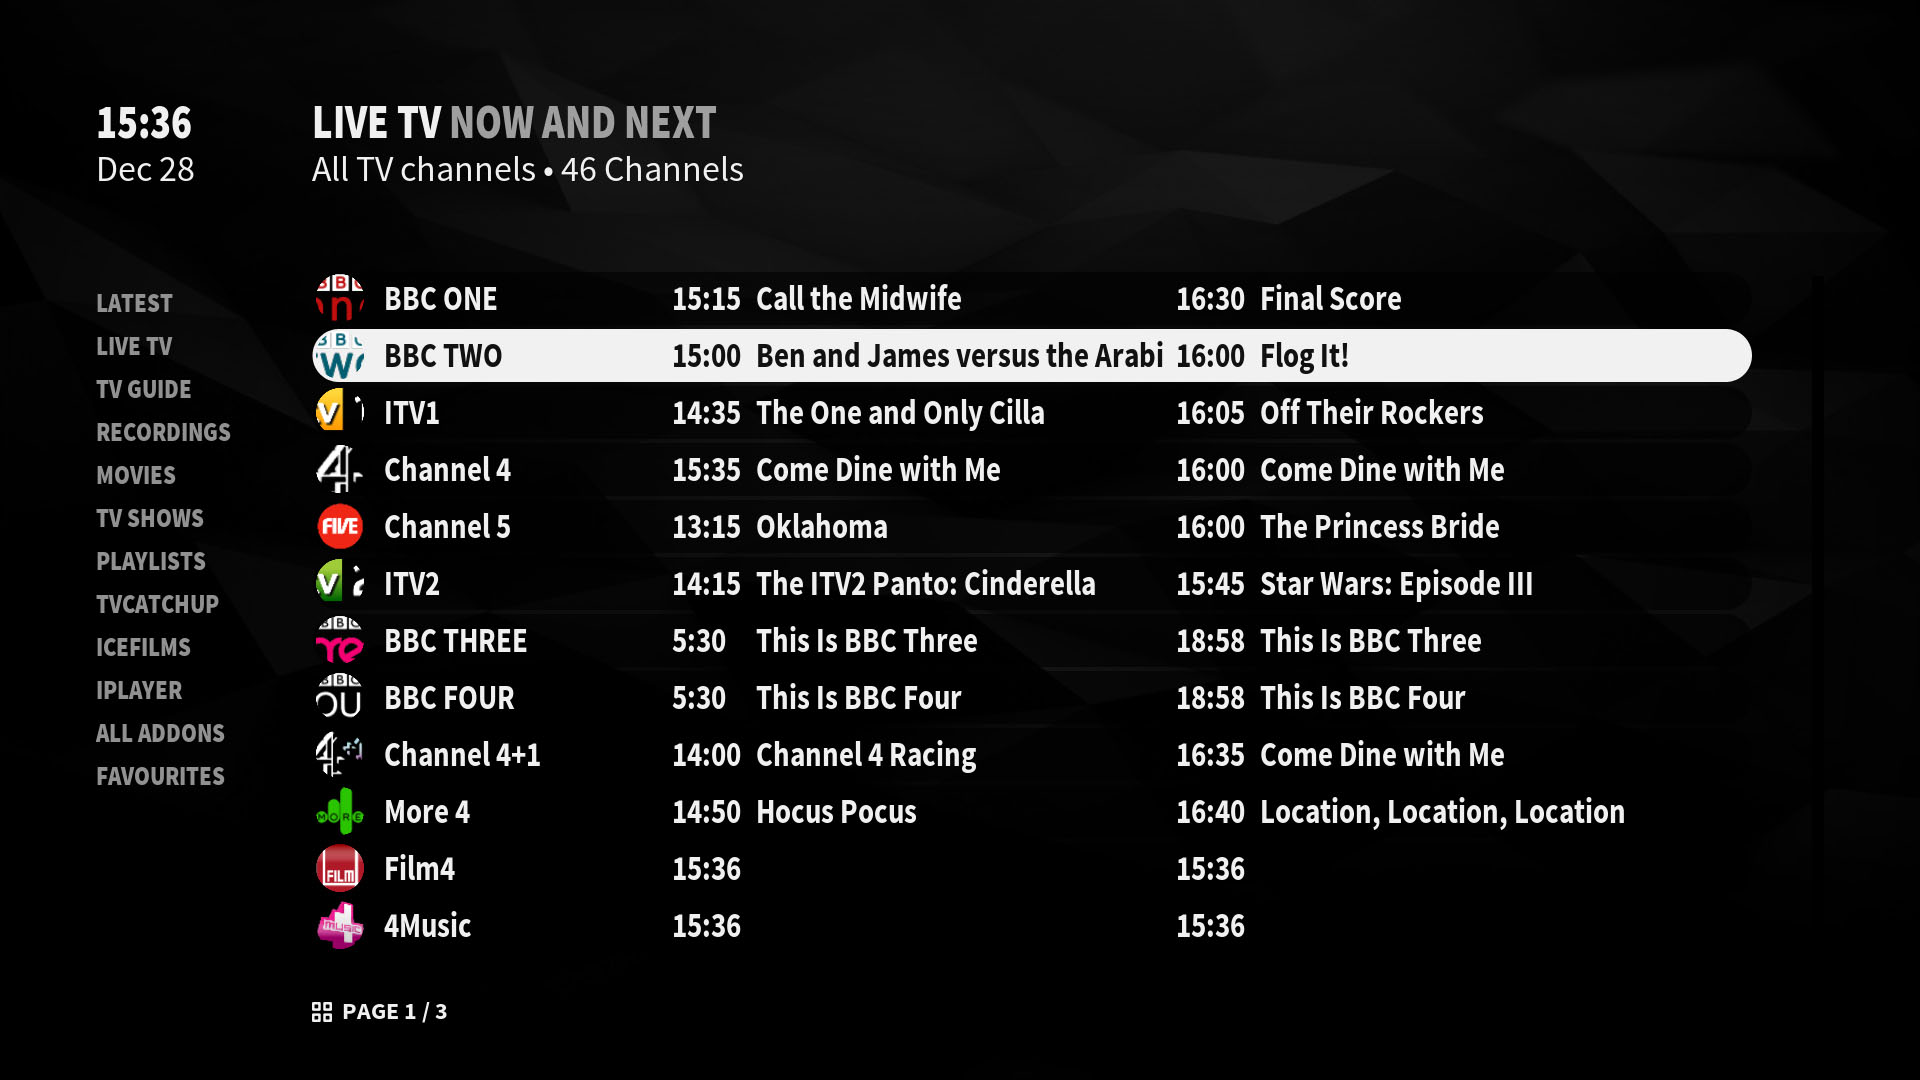 15:36
Dec 28
LIVE TV NOW AND NEXT
All TV channels • 46 Channels
LATEST
LIVE TV
TV GUIDE
RECORDINGS
MOVIES
TV SHOWS
PLAYLISTS
TVCATCHUP
ICEFILMS
IPLAYER
ALL ADDONS
FAVOURITES
BBC ONE 15:15 Call the Midwife 16:30 Final Score
BBC TWO 15:00 Ben and James versus the Arabi 16:00 Flog It!
ITV1 14:35 The One and Only Cilla 16:05 Off Their Rockers
Channel 4 15:35 Come Dine with Me 16:00 Come Dine with Me
FIVE Channel 5 13:15 Oklahoma 16:00 The Princess Bride
ITV2 14:15 The ITV2 Panto: Cinderella 15:45 Star Wars: Episode III
BBC THREE 5:30 This Is BBC Three 18:58 This Is BBC Three
BBC FOUR 5:30 This Is BBC Four 18:58 This Is BBC Four
Channel 4+1 14:00 Channel 4 Racing 16:35 Come Dine with Me
MORE More 4 14:50 Hocus Pocus 16:40 Location, Location, Location
FILM Film4 15:36 15:36
MUSIC 4Music 15:36 15:36
PAGE 1 / 3